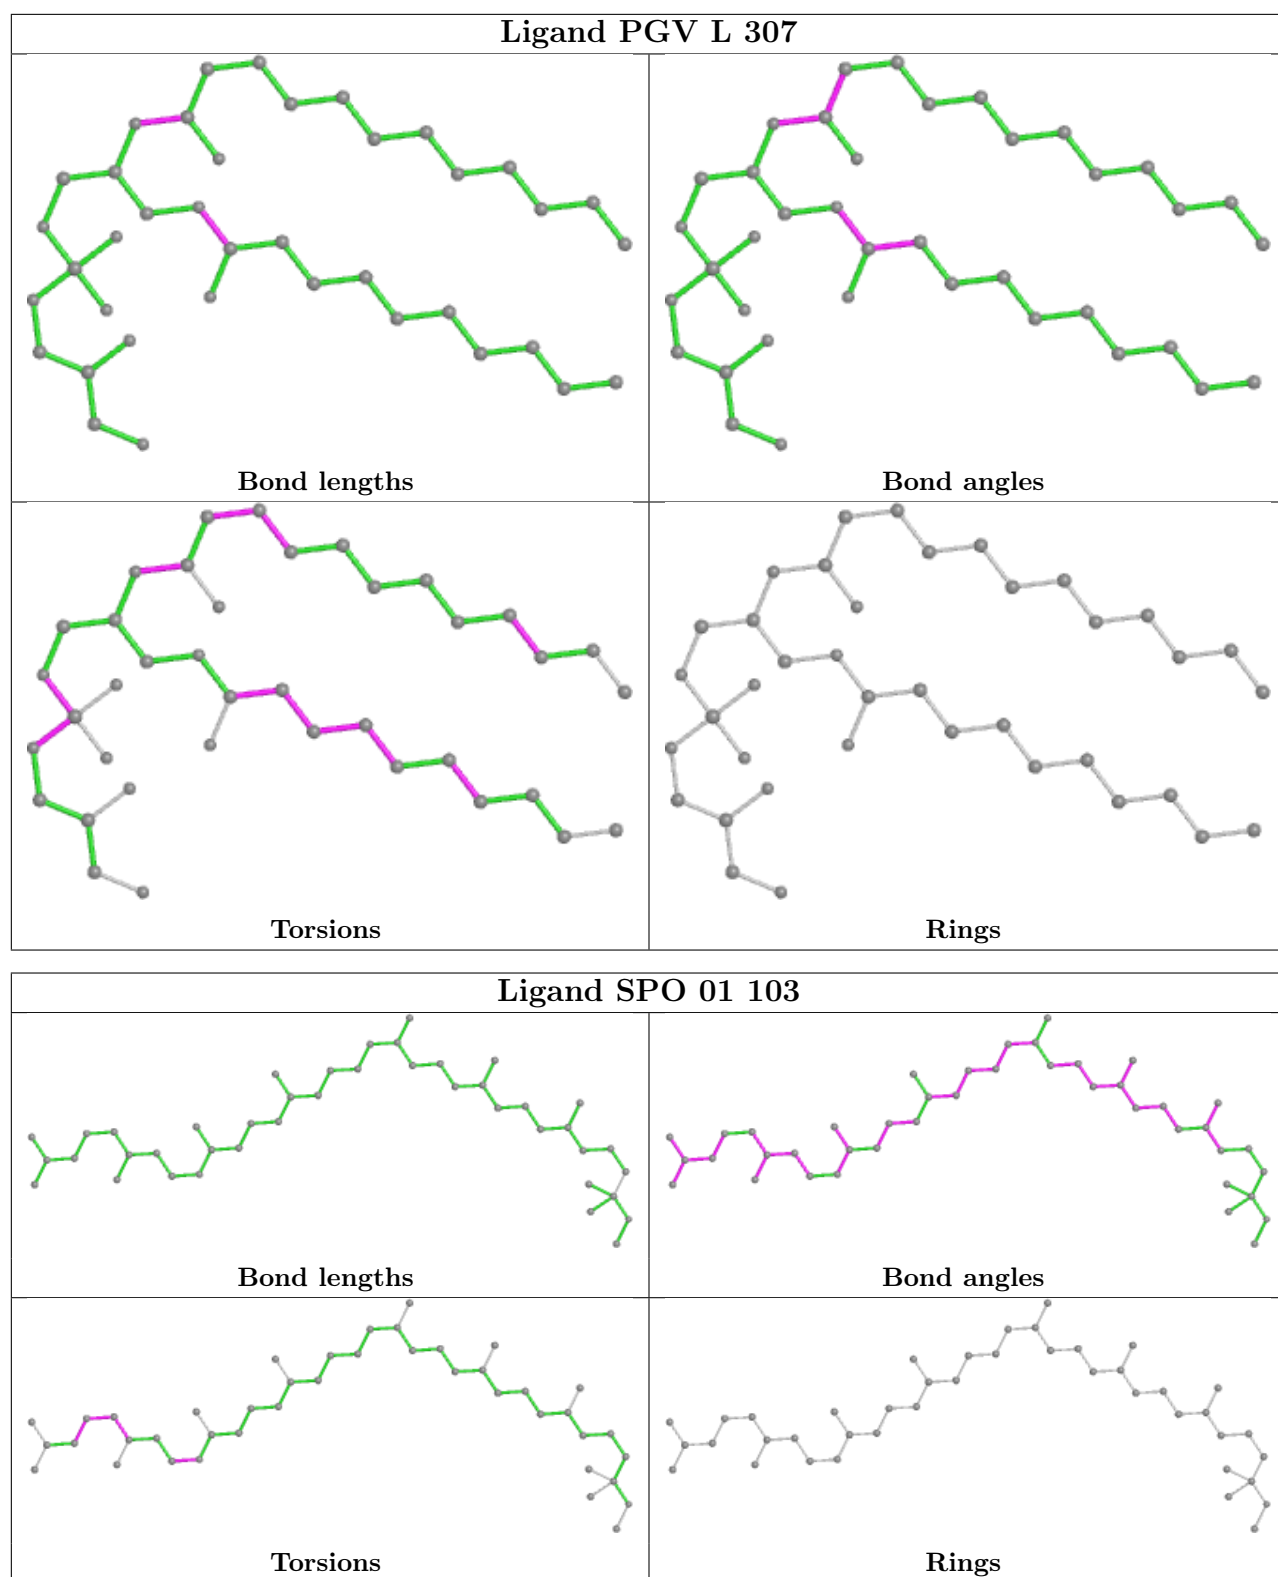 Ligand PGV L 307
Bond lengths
Bond angles
Torsions
Rings
Ligand SPO 01 103
Bond lengths
Bond angles
Torsions
Rings